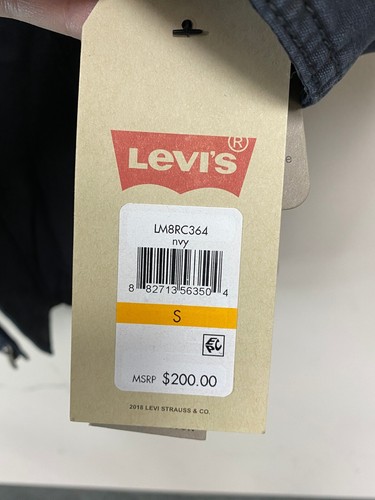 LEVI'S®
e
LM8RC364
nvy
8 82713 56350 4
S
MSRP $200.00
2018 LEVI STRAUSS & CO.